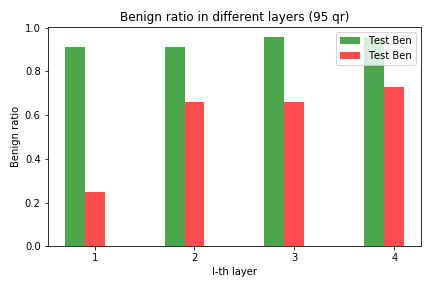 Benign ratio in different layers (95 qr)
Test Ben
Test Ben
Benign ratio
1.0
0.8
0.6
0.4
0.2
0.0
1 2 3 4
l-th layer